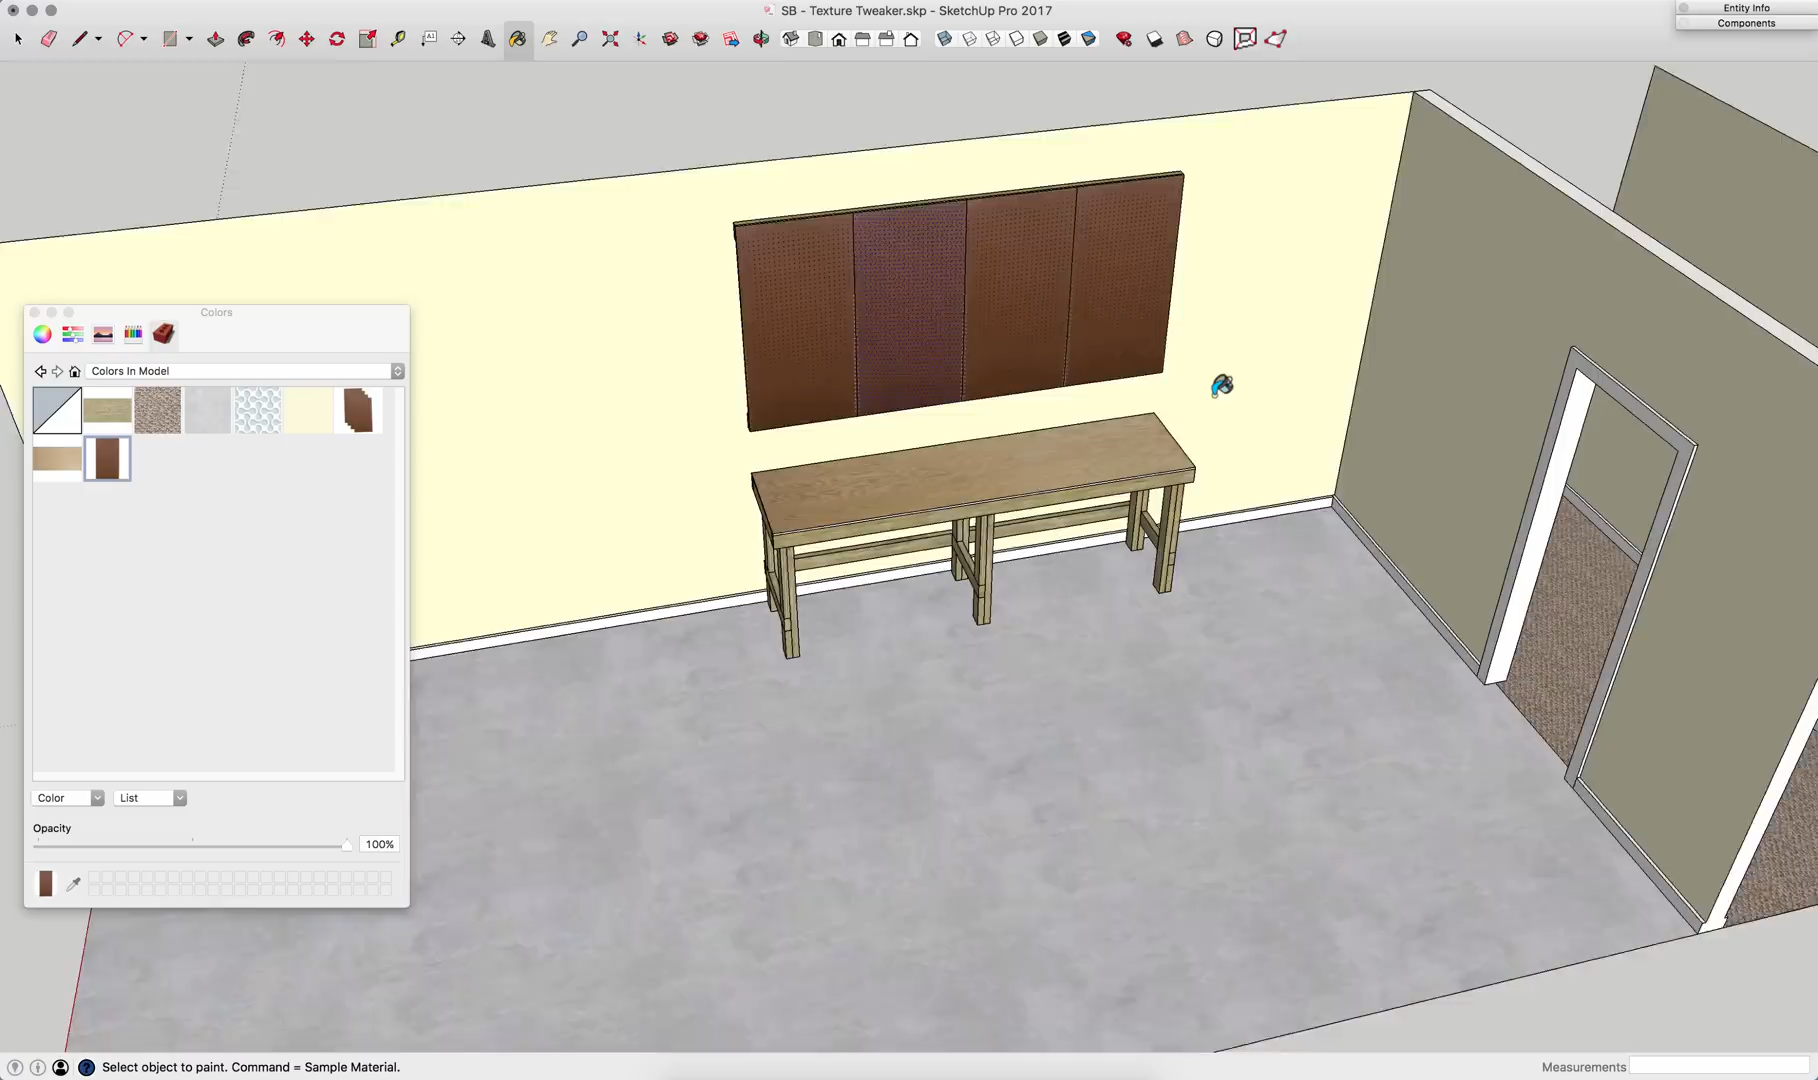 SB - Texture Tweaker.skp - SketchUp Pro 2017
Entity Info
Components
A1
Colors
Colors In Model
Color
List
Opacity
100%
Select object to paint. Command = Sample Material.
Measurements